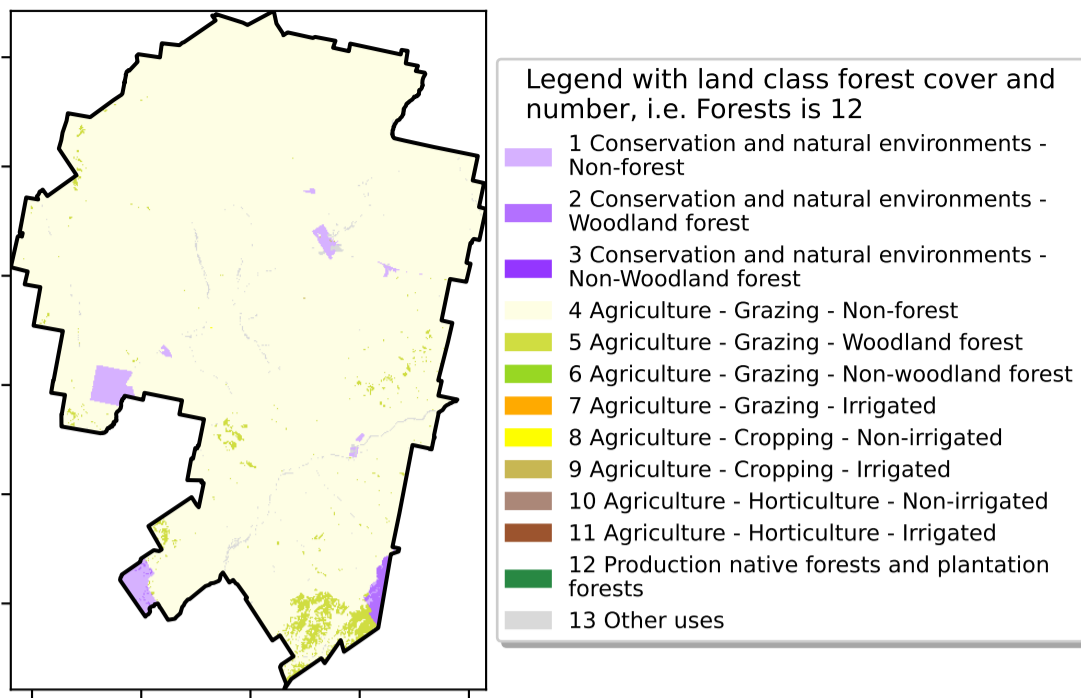 Legend with land class forest cover and
number, i.e. Forests is 12
1 Conservation and natural environments -
Non-forest
2 Conservation and natural environments -
Woodland forest
3 Conservation and natural environments -
Non-Woodland forest
4 Agriculture - Grazing - Non-forest
5 Agriculture - Grazing - Woodland forest
6 Agriculture - Grazing - Non-woodland forest
7 Agriculture - Grazing - Irrigated
8 Agriculture - Cropping - Non-irrigated
9 Agriculture - Cropping - Irrigated
10 Agriculture - Horticulture - Non-irrigated
11 Agriculture - Horticulture - Irrigated
12 Production native forests and plantation
forests
13 Other uses